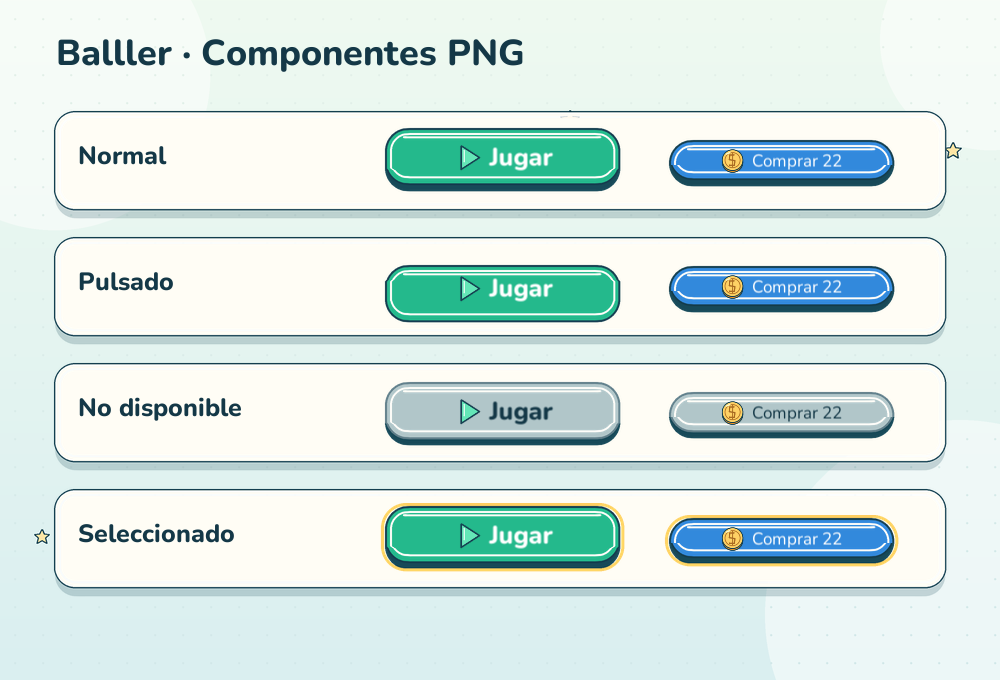 Balller · Componentes PNG
Normal
Jugar
Comprar 22
Pulsado
Jugar
Comprar 22
No disponible
Jugar
Comprar 22
Seleccionado
Jugar
Comprar 22